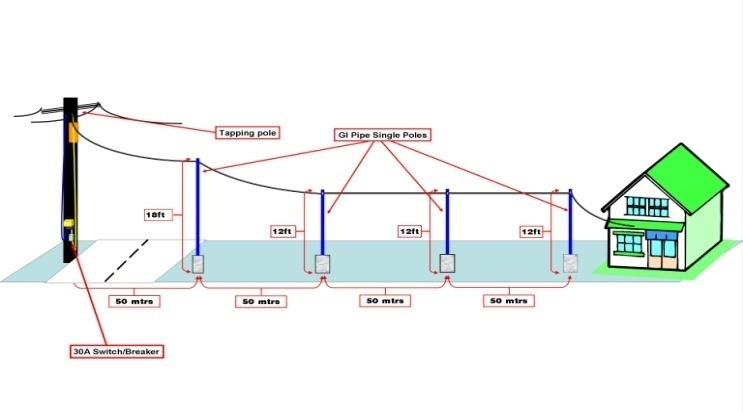 Tapping pole
GI Pipe Single Poles
18ft
12ft
12ft
12ft
50 mtrs
50 mtrs
50 mtrs
50 mtrs
30A Switch/Breaker